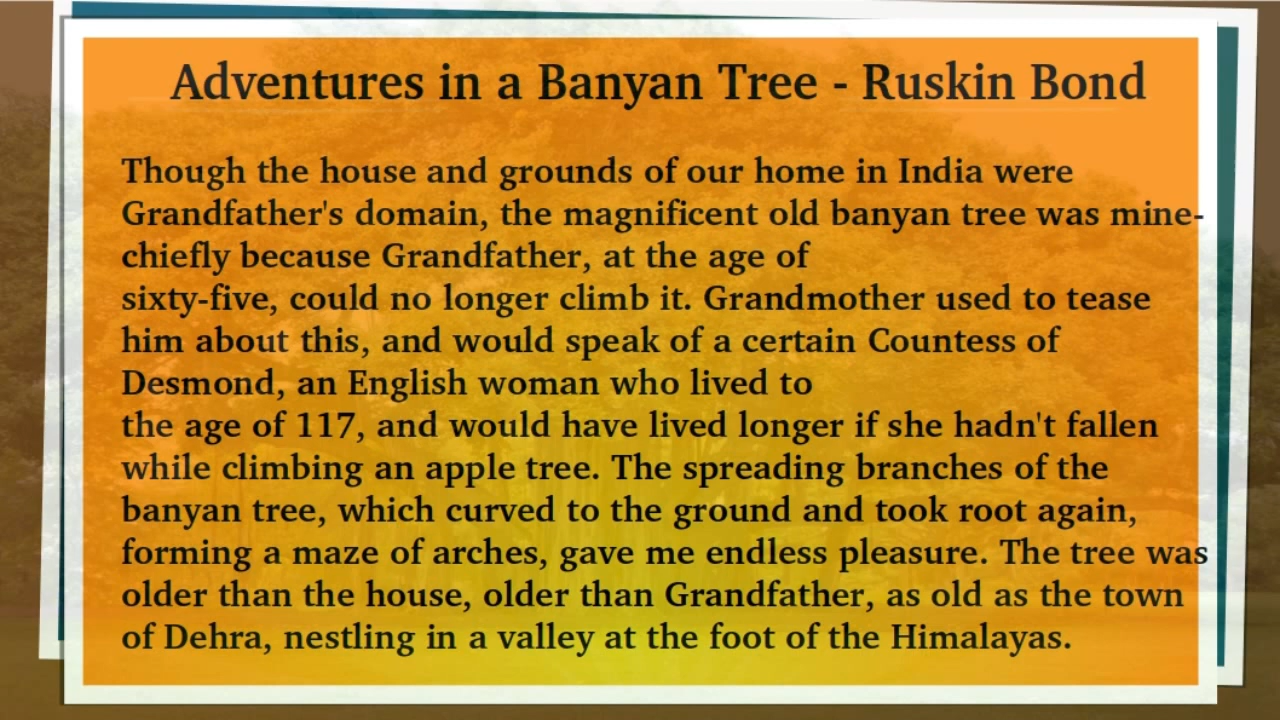 Adventures in a Banyan Tree - Ruskin Bond
Though the house and grounds of our home in India were
Grandfather's domain, the magnificent old banyan tree was mine-
chiefly because Grandfather, at the age of
sixty-five, could no longer climb it. Grandmother used to tease
him about this, and would speak of a certain Countess of
Desmond, an English woman who lived to
the age of 117, and would have lived longer if she hadn't fallen
while climbing an apple tree. The spreading branches of the
banyan tree, which curved to the ground and took root again,
forming a maze of arches, gave me endless pleasure. The tree was
older than the house, older than Grandfather, as old as the town
of Dehra, nestling in a valley at the foot of the Himalayas.